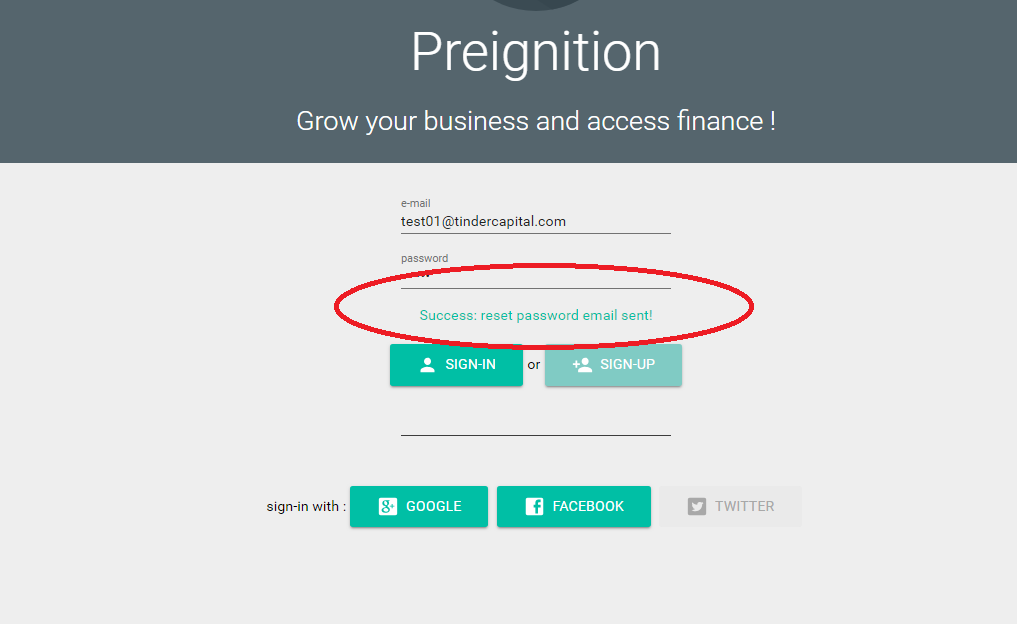 Preignition
Grow your business and access finance !
e-mail
test01@tindercapital.com
password
Success: reset password email sent!
SIGN-IN or SIGN-UP
sign-in with : GOOGLE FACEBOOK TWITTER